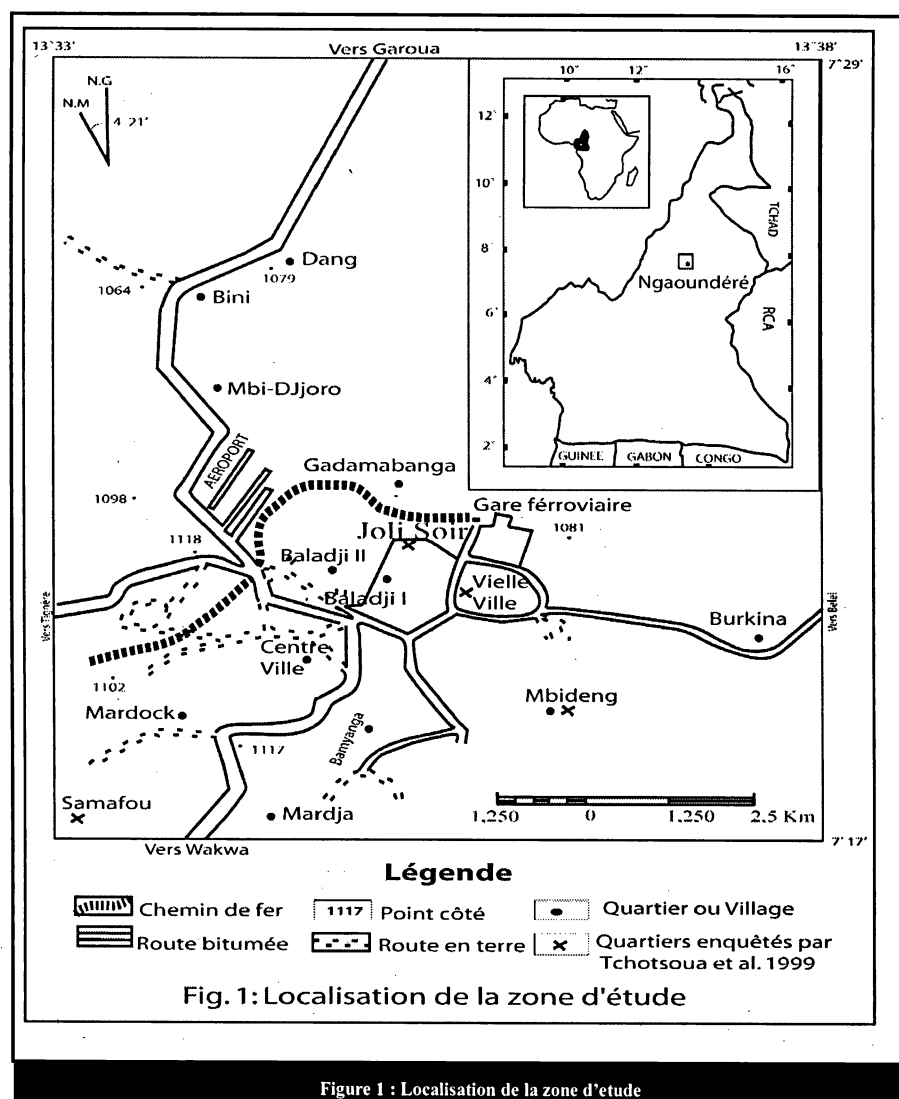 13°33'
Vers Garoua
13°38'
7°29'
N.G
N.M
4°21'
10°
12°
16°
12°
10°
8°
6°
4°
2°
TCHAD
Ngaoundéré
RCA
GUINEE
GABON
CONGO
Dang
1079
1064
Bini
Mbi-DJjoro
AEROPORT
Gadamabanga
1098
Gare férroviaire
1081
Joli Soir
1118
Baladji II
Baladji I
Vielle
Ville
Vers Tignère
Vers Belel
Burkina
Centre
Ville
1102
Mbideng
Mardock
Bamyanga
1117
Samafou
Mardja
1,250
0
1,250
2.5 Km
7°17'
Vers Wakwa
Légende
Chemin de fer
1117
Point côté
Quartier ou Village
Route bitumée
Route en terre
Quartiers enquêtés par
Tchotsoua et al. 1999
Fig. 1: Localisation de la zone d'étude
Figure 1 : Localisation de la zone d'etude